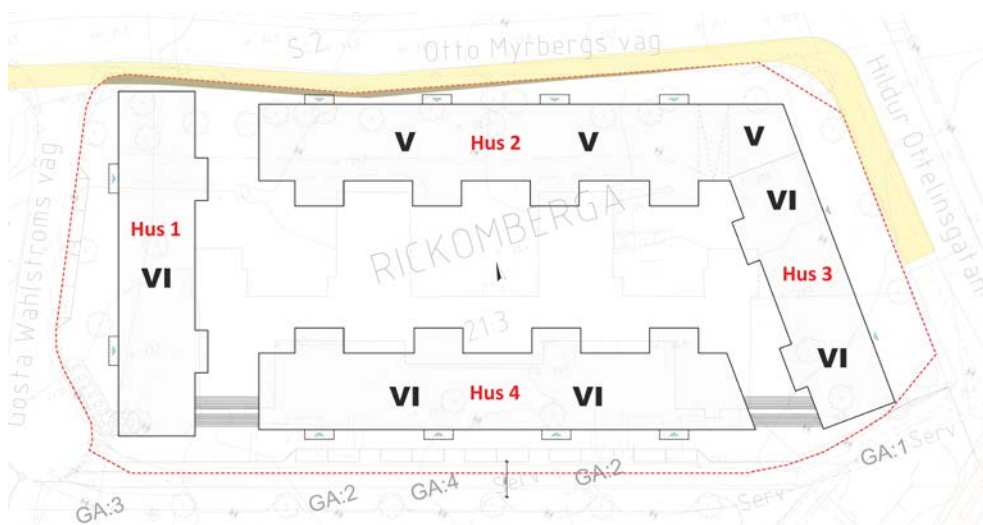 S:2
Otto Myrbergs väg
Hildur Ottelinsgatan
Gösta Wahlströms väg
V
Hus 2
V
V
RICKOMBERGA
VI
Hus 1
VI
Hus 3
21:3
VI
Hus 4
VI
VI
GA:1
Serv
GA:2
GA:4
Serv
GA:2
Serv
GA:3